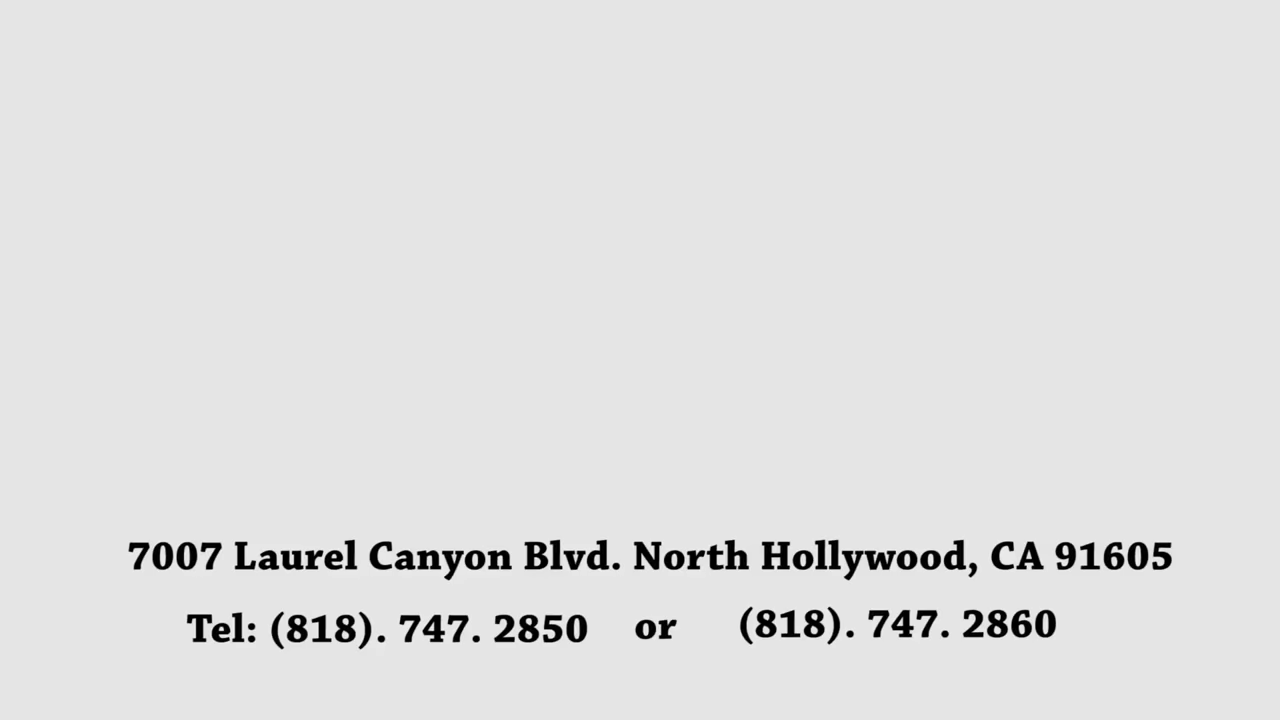 7007 Laurel Canyon Blvd. North Hollywood, CA 91605
Tel: (818). 747. 2850 or (818). 747. 2860